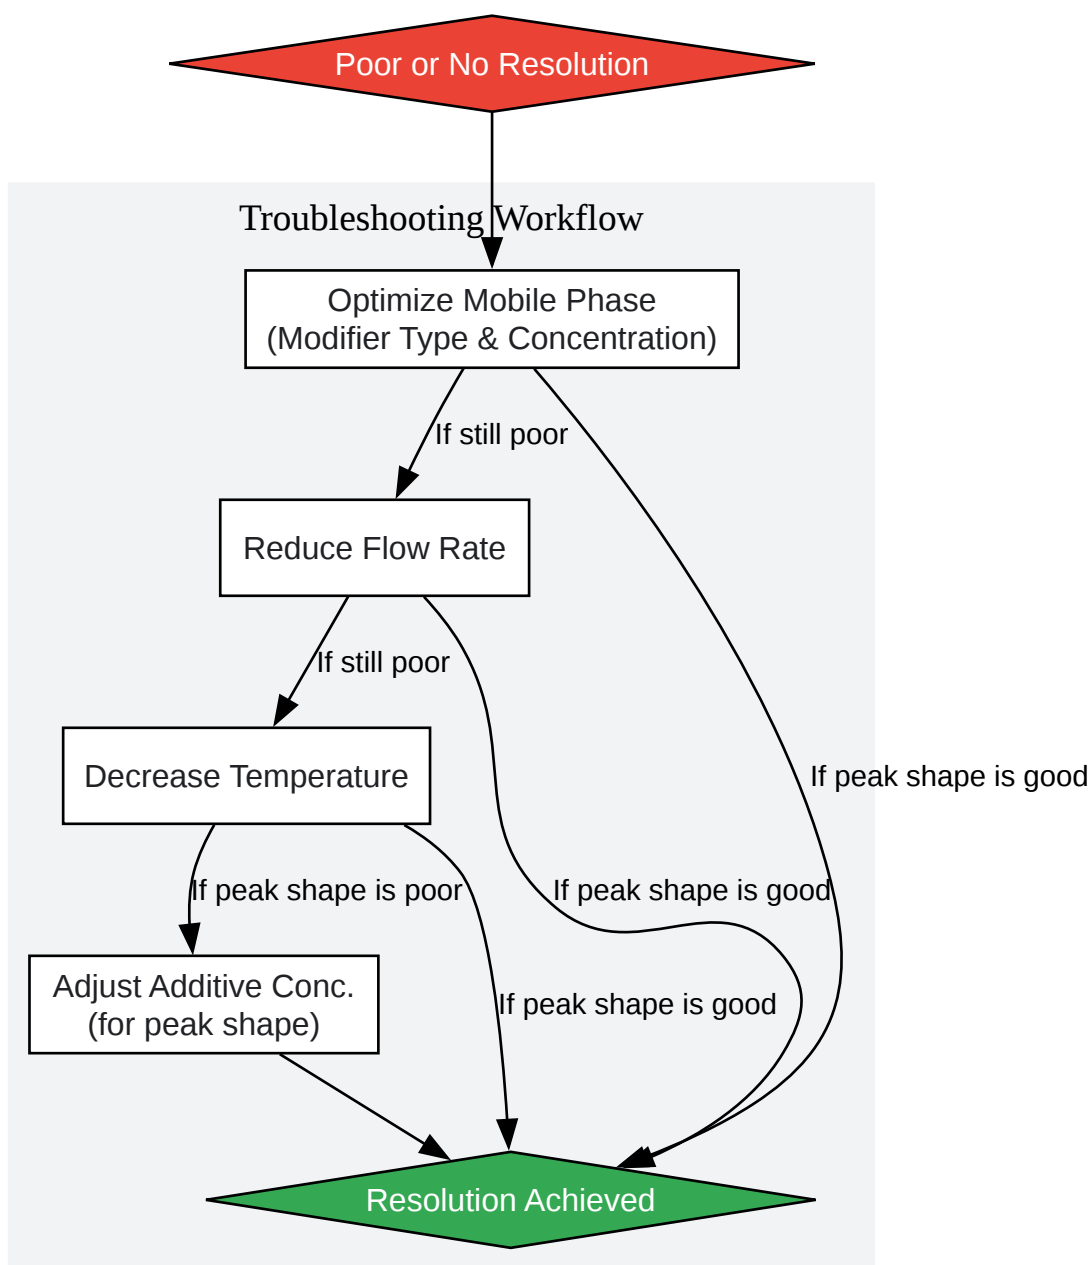 Poor or No Resolution
Troubleshooting Workflow
Optimize Mobile Phase
(Modifier Type & Concentration)
If still poor
Reduce Flow Rate
If still poor
Decrease Temperature
If peak shape is good
If peak shape is poor
If peak shape is good
Adjust Additive Conc.
(for peak shape)
If peak shape is good
Resolution Achieved